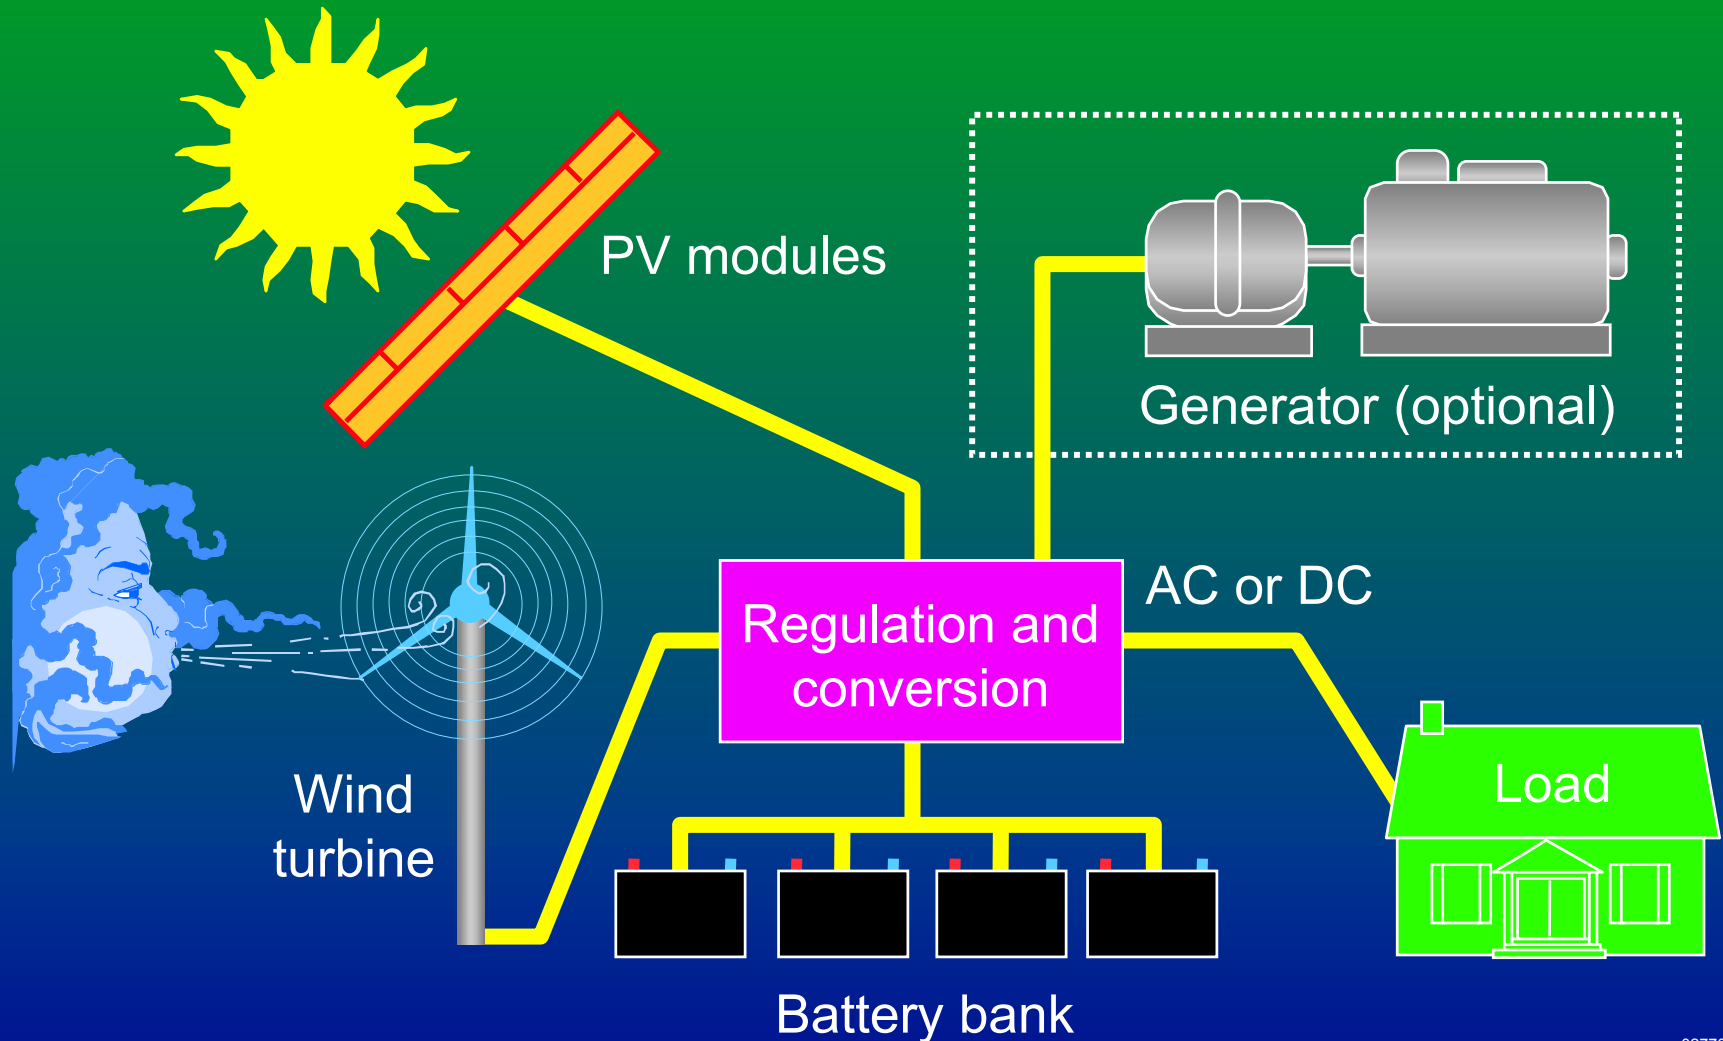 PV modules
Generator (optional)
AC or DC
Regulation and
conversion
Load
Wind
turbine
Battery bank